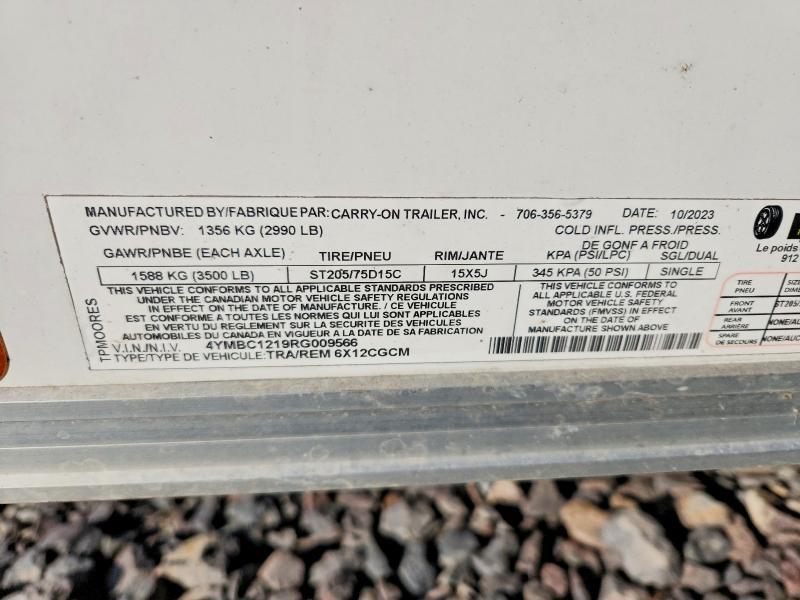 MANUFACTURED BY/FABRIQUE PAR: CARRY-ON TRAILER, INC. - 706-356-5379 DATE: 10/2023
GVWR/PNBV: 1356 KG (2990 LB) COLD INFL. PRESS./PRESS.
DE GONF A FROID
GAWR/PNBE (EACH AXLE) TIRE/PNEU RIM/JANTE KPA (PSI/LPC) SGL/DUAL
1588 KG (3500 LB) ST205/75D15C 15X5J 345 KPA (50 PSI) SINGLE
THIS VEHICLE CONFORMS TO ALL APPLICABLE STANDARDS PRESCRIBED
UNDER THE CANADIAN MOTOR VEHICLE SAFETY REGULATIONS
IN EFFECT ON THE DATE OF MANUFACTURE. / CE VÉHICULE
EST CONFORME A TOUTES LES NORMES QUI LUI SONT APPLICABLES
EN VERTU DU REGLEMENT SUR LA SECURITE DES VEHICULES
AUTOMOBILES DU CANADA EN VIGUEUR A LA DATE DE SA FABRICATION
THIS VEHICLE CONFORMS TO
ALL APPLICABLE U.S. FEDERAL
MOTOR VEHICLE SAFETY
STANDARDS (FMVSS) IN EFFECT
ON THE DATE OF
MANUFACTURE SHOWN ABOVE
TPMOORES
V.I.N./N.I.V. 4YMBC1219RG009566
TYPE/TYPE DE VEHICULE: TRA/REM 6X12CGCM
Le poids
912
TIRE
PNEU
FRONT
AVANT
REAR
ARRIÈRE
SPARE
DE SECOURS